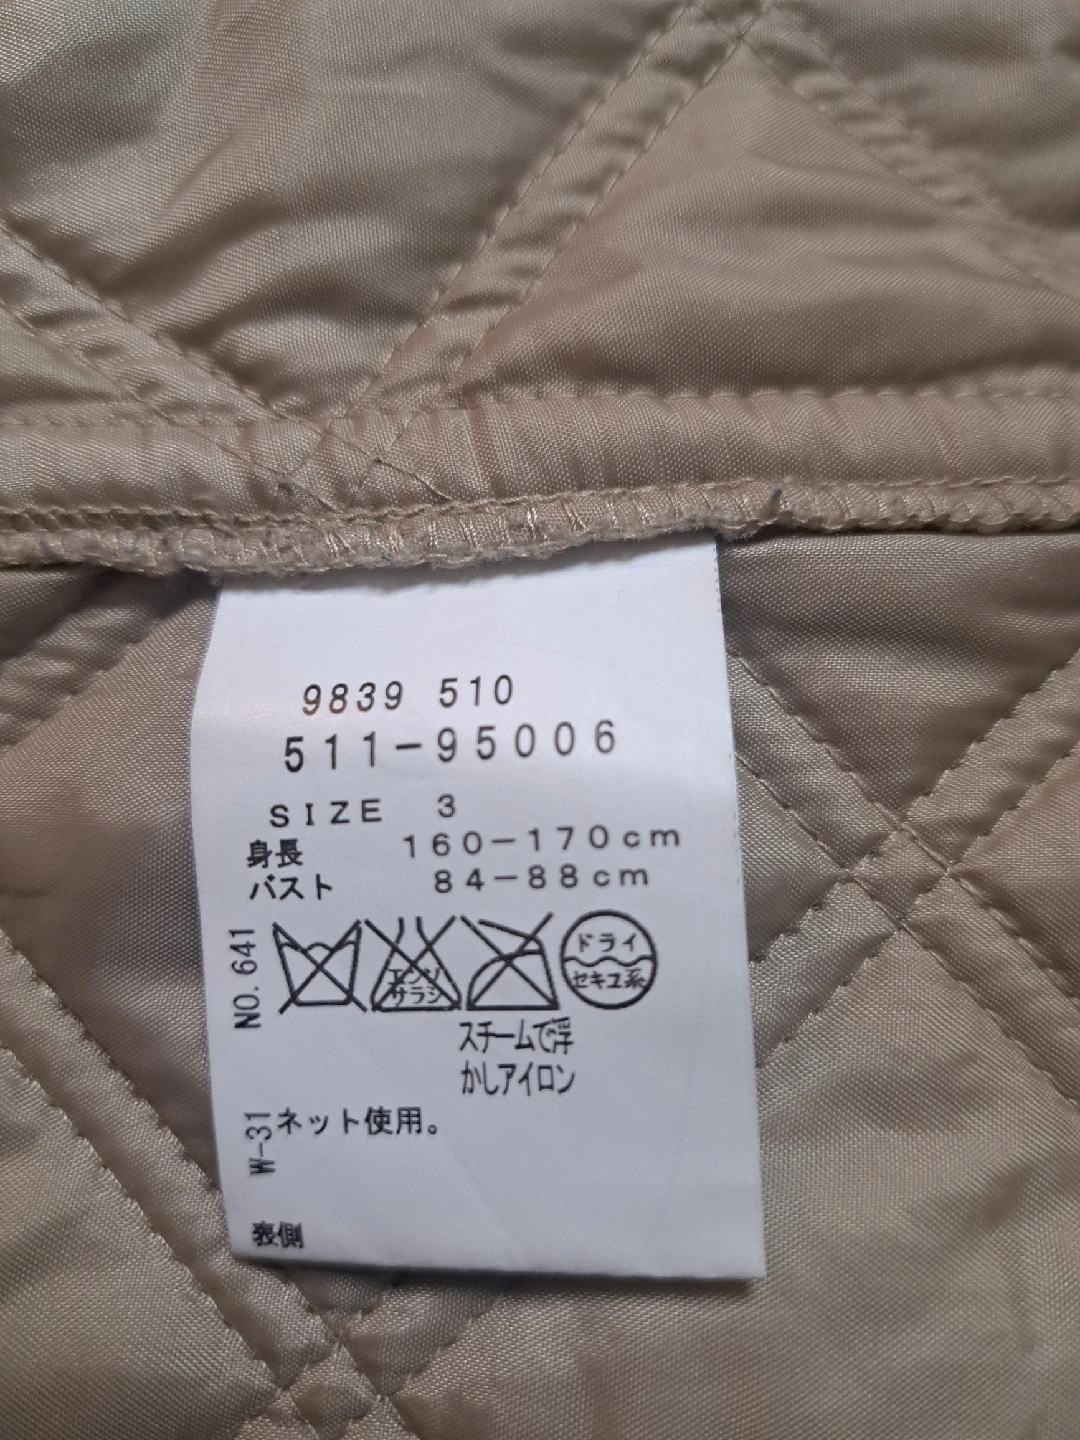 9839 510
511-95006
SIZE 3
身長 160-170cm
バスト 84-88cm
NO. 641
エンソ
サラシ
ドライ
セキユ系
スチームで浮
かしアイロン
W-31
ネット使用。
表側